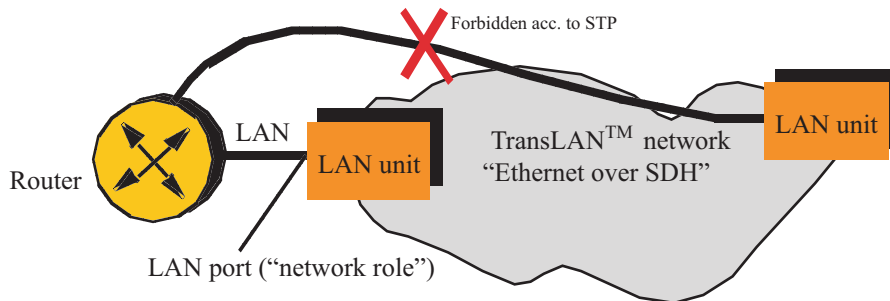 Forbidden acc. to STP
LAN
LAN unit
TransLAN™ network
“Ethernet over SDH”
LAN unit
Router
LAN port (“network role”)